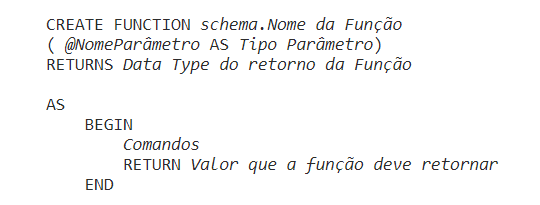 CREATE FUNCTION schema.Nome da Função
( @NomeParâmetro AS Tipo Parâmetro)
RETURNS Data Type do retorno da Função
AS
BEGIN
Comandos
RETURN Valor que a função deve retornar
END